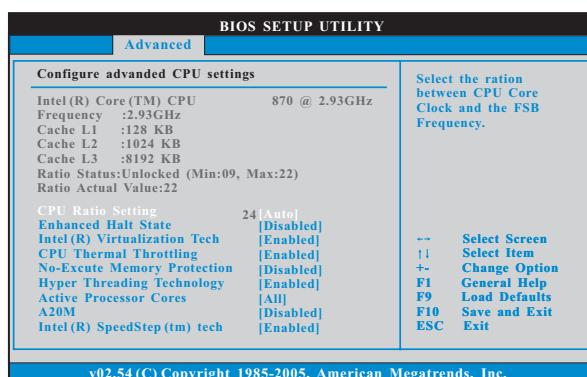 BIOS SETUP UTILITY
Advanced
Configure advanded CPU settings
Intel (R) Core (TM) CPU 870 @ 2.93GHz
Frequency :2.93GHz
Cache L1 :128 KB
Cache L2 :1024 KB
Cache L3 :8192 KB
Ratio Status:Unlocked (Min:09, Max:22)
Ratio Actual Value:22
CPU Ratio Setting 24 [Auto]
Enhanced Halt State [Disabled]
Intel (R) Virtualization Tech [Enabled]
CPU Thermal Throttling [Enabled]
No-Excute Memory Protection [Disabled]
Hyper Threading Technology [Enabled]
Active Processor Cores [All]
A20M [Disabled]
Intel (R) SpeedStep (tm) tech [Enabled]
Select the ration
between CPU Core
Clock and the FSB
Frequency.
←→ Select Screen
↑↓ Select Item
+- Change Option
F1 General Help
F9 Load Defaults
F10 Save and Exit
ESC Exit
v02.54 (C) Copyright 1985-2005, American Megatrends, Inc.